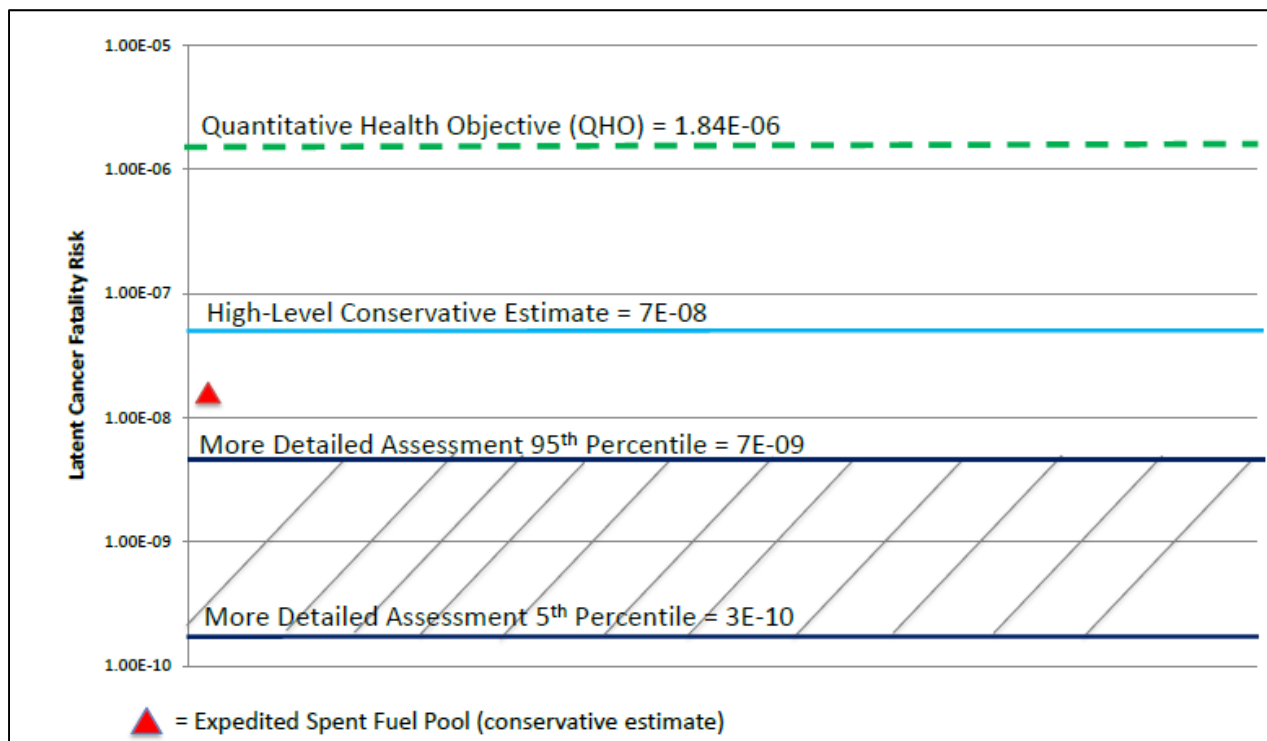 1.00E-05
Quantitative Health Objective (QHO) = 1.84E-06
1.00E-06
1.00E-07
High-Level Conservative Estimate = 7E-08
Latent Cancer Fatality Risk
1.00E-08
More Detailed Assessment 95th Percentile = 7E-09
1.00E-09
More Detailed Assessment 5th Percentile = 3E-10
1.00E-10
= Expedited Spent Fuel Pool (conservative estimate)